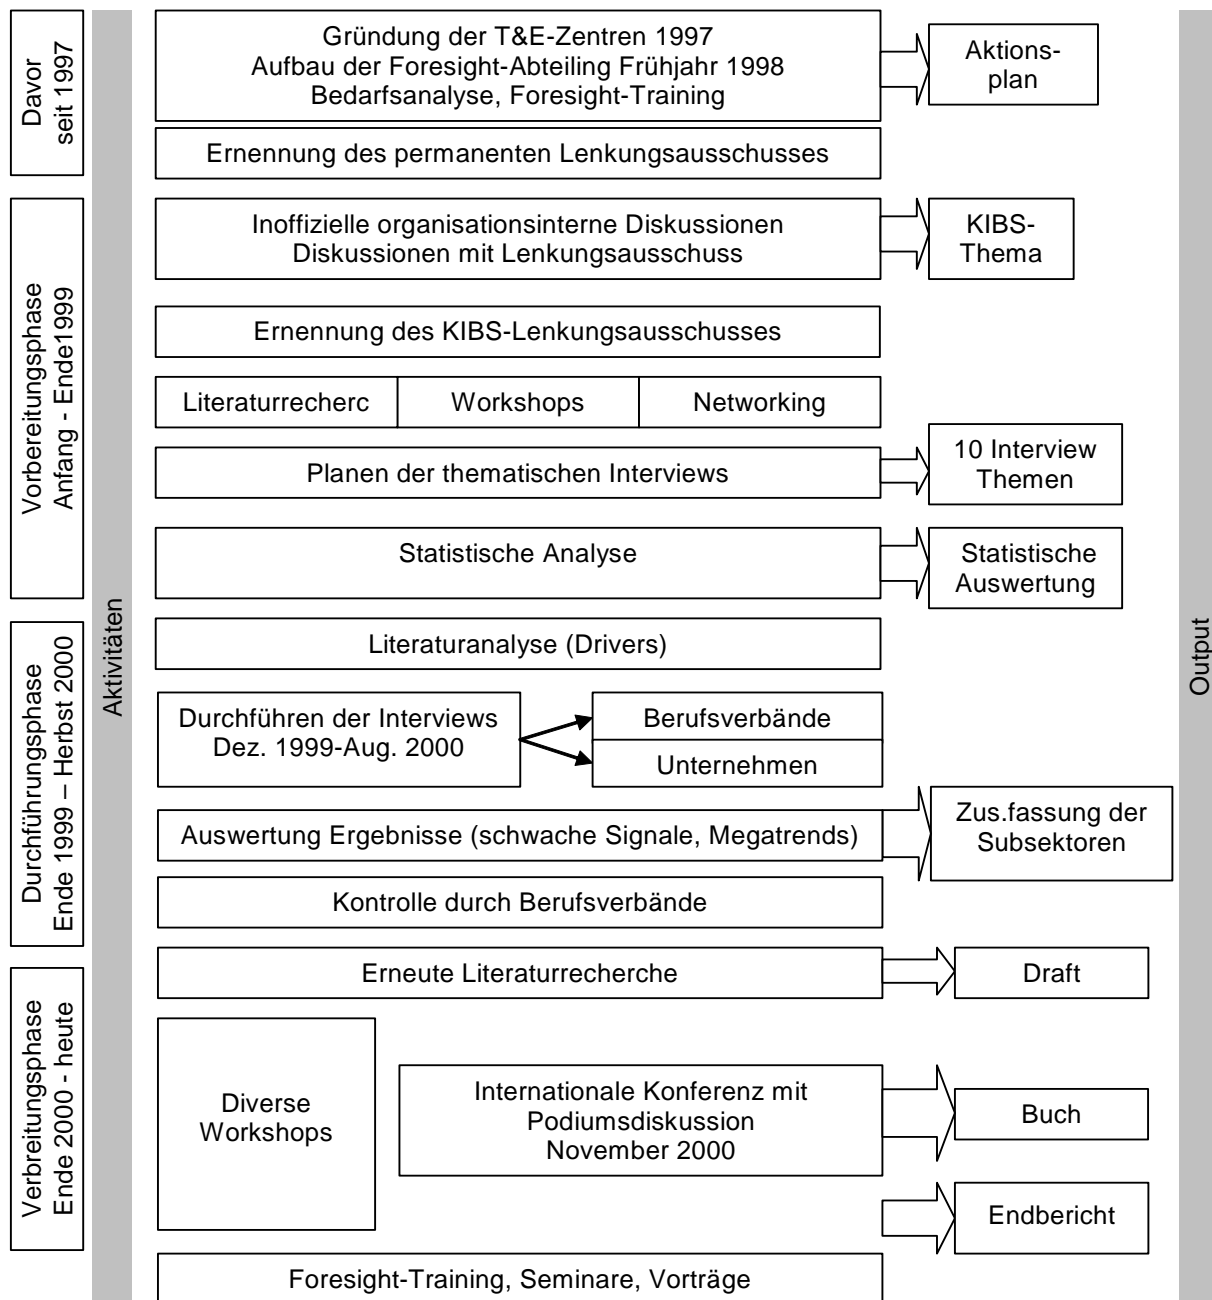 Davor
seit 1997
Gründung der T&E-Zentren 1997
Aufbau der Foresight-Abteiling Frühjahr 1998
Bedarfsanalyse, Foresight-Training
Aktions-
plan
Ernennung des permanenten Lenkungsausschusses
Vorbereitungsphase
Anfang - Ende1999
Inoffizielle organisationsinterne Diskussionen
Diskussionen mit Lenkungsausschuss
KIBS-
Thema
Ernennung des KIBS-Lenkungsausschusses
Literaturrecherc
Workshops
Networking
Planen der thematischen Interviews
10 Interview
Themen
Statistische Analyse
Statistische
Auswertung
Aktivitäten
Output
Durchführungsphase
Ende 1999 – Herbst 2000
Literaturanalyse (Drivers)
Durchführen der Interviews
Dez. 1999-Aug. 2000
Berufsverbände
Unternehmen
Auswertung Ergebnisse (schwache Signale, Megatrends)
Zus.fassung der
Subsektoren
Kontrolle durch Berufsverbände
Verbreitungsphase
Ende 2000 - heute
Erneute Literaturrecherche
Draft
Diverse
Workshops
Internationale Konferenz mit
Podiumsdiskussion
November 2000
Buch
Endbericht
Foresight-Training, Seminare, Vorträge